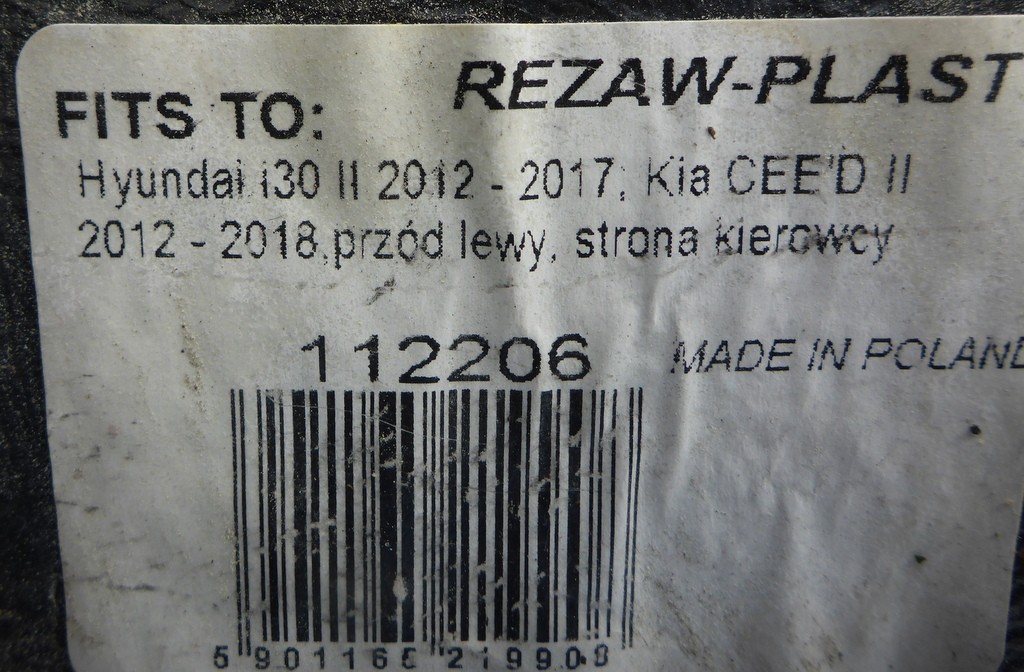 REZAW-PLAST
FITS TO:
Hyundai i30 II 2012 - 2017, Kia CEE'D II
2012 - 2018,przód lewy, strona kierowcy
112206
MADE IN POLAND
5 901165 219908